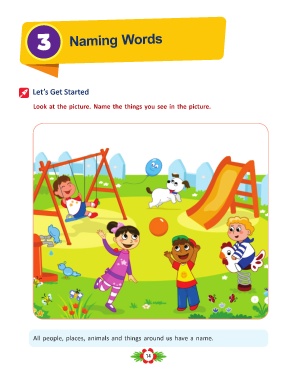 3 Naming Words
Let's Get Started
Look at the picture. Name the things you see in the picture.
All people, places, animals and things around us have a name.
14